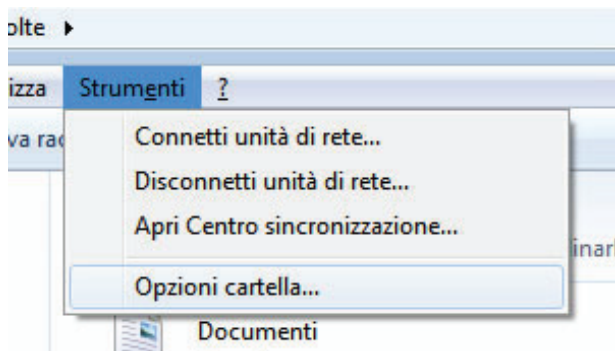 olte
izza Strumenti ?
va rac
Connetti unità di rete...
Disconnetti unità di rete...
Apri Centro sincronizzazione...
inarl
Opzioni cartella...
Documenti